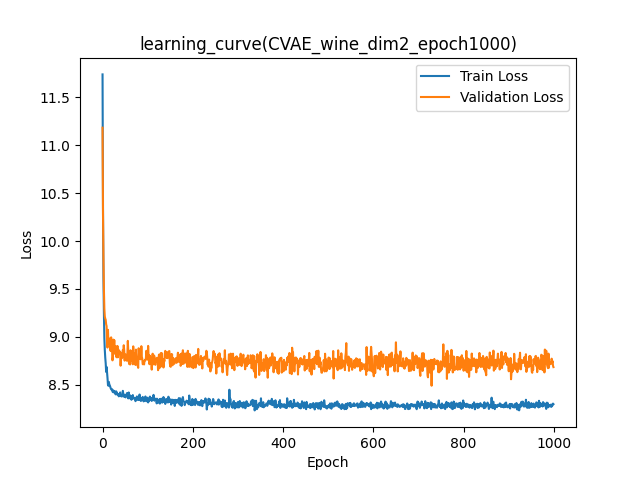 learning_curve(CVAE_wine_dim2_epoch1000)
Train Loss
Validation Loss
11.5
11.0
10.5
10.0
9.5
9.0
8.5
Loss
0 200 400 600 800 1000
Epoch